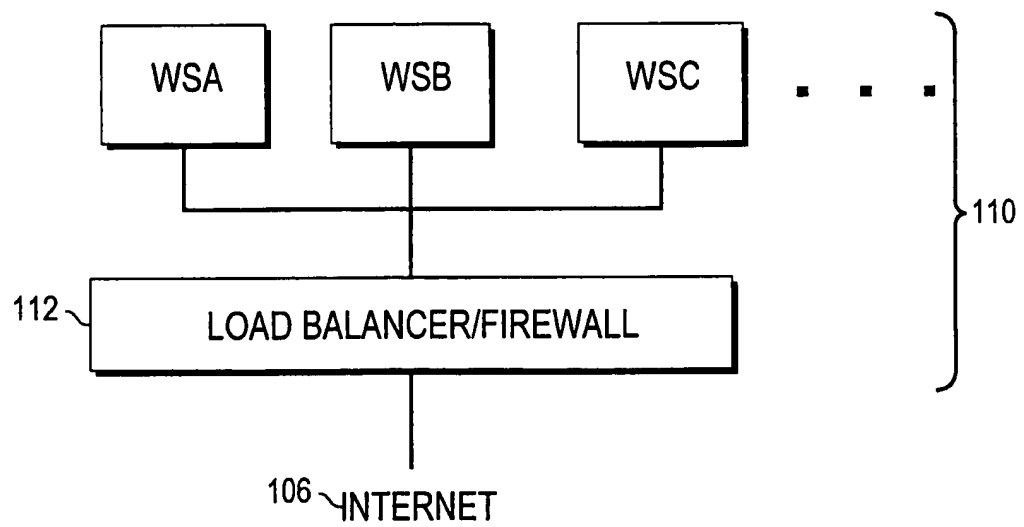 WSA WSB WSC
110
112 LOAD BALANCER/FIREWALL
106 INTERNET